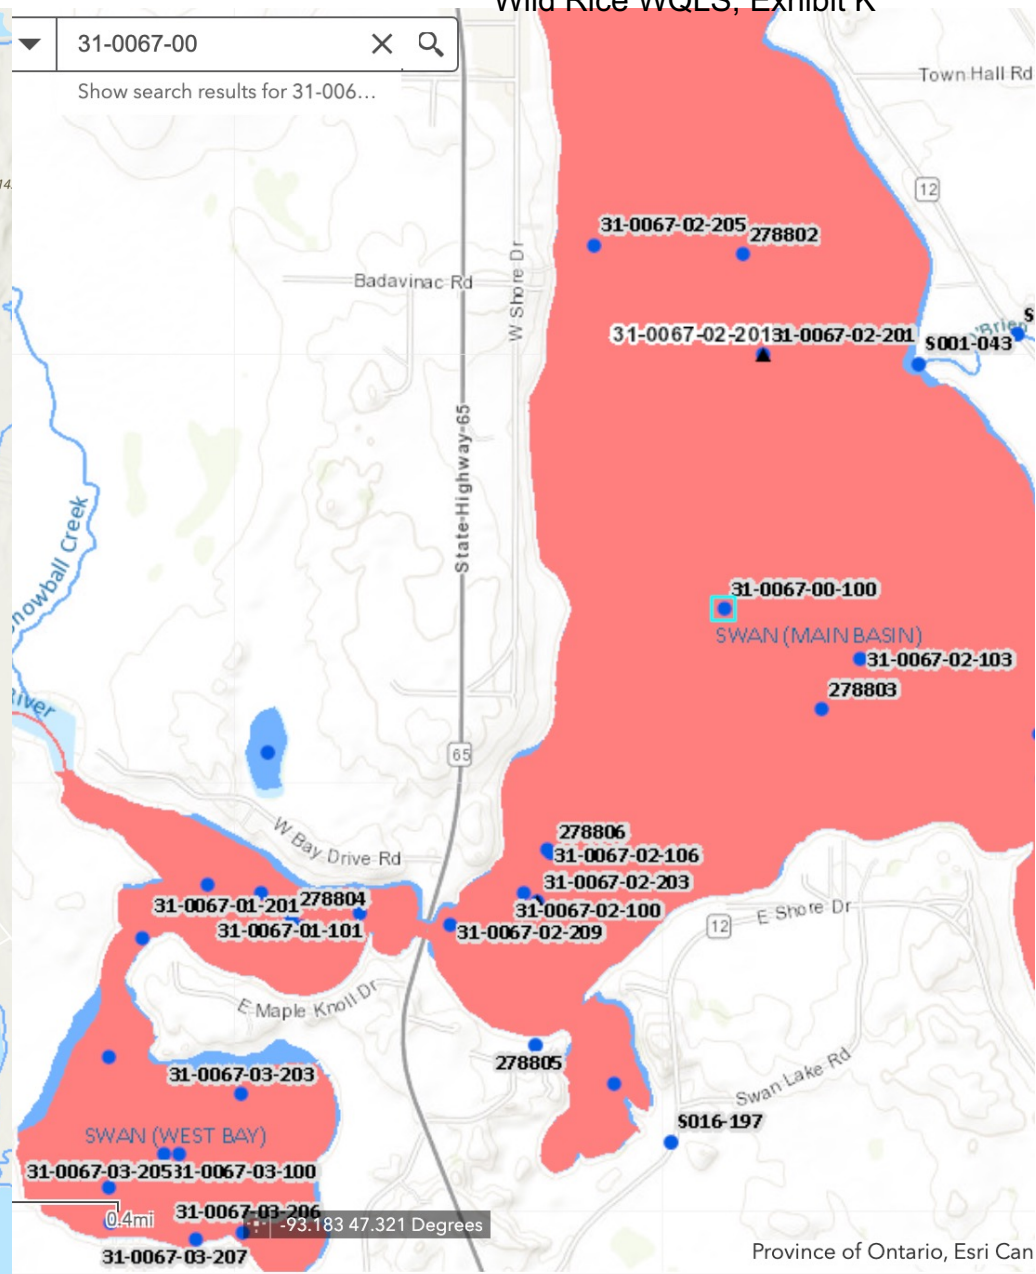 Wild Rice WQLS, Exhibit K
31-0067-00
Show search results for 31-006…
Town Hall Rd
12
31-0067-02-205
278802
Badavinac Rd
W Shore Dr
31-0067-02-201
31-0067-02-201
S001-043
O'Brien
State Highway 65
Snowball Creek
31-0067-00-100
SWAN (MAIN BASIN)
31-0067-02-103
278803
River
65
W Bay Drive Rd
278806
31-0067-02-106
31-0067-02-203
31-0067-02-100
31-0067-02-209
31-0067-01-201
278804
31-0067-01-101
12
E Shore Dr
E Maple Knoll Dr
278805
Swan Lake Rd
S016-197
31-0067-03-203
SWAN (WEST BAY)
31-0067-03-205
31-0067-03-100
31-0067-03-206
0.4mi
-93.183 47.321 Degrees
31-0067-03-207
Province of Ontario, Esri Can